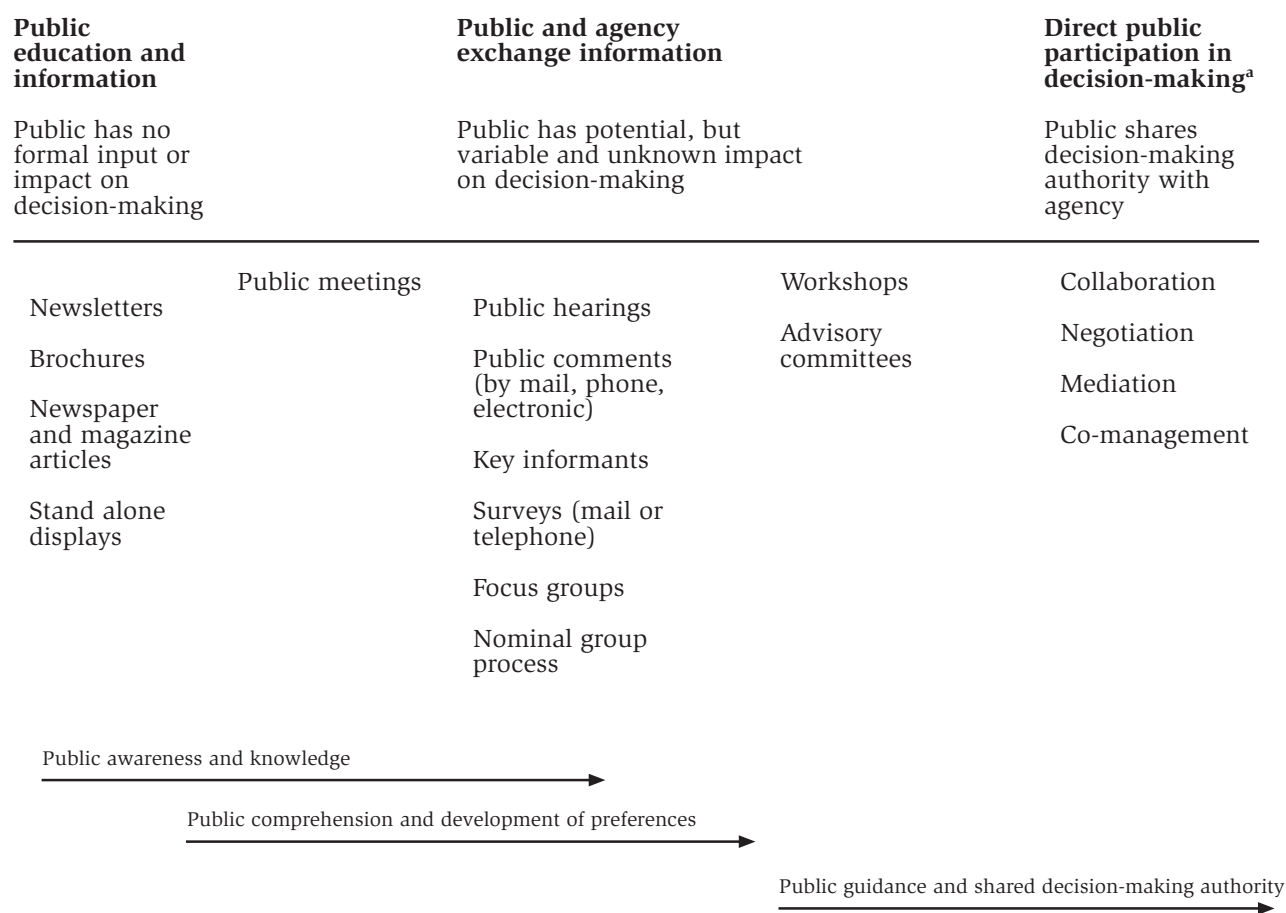 Public
education and
information
Public has no
formal input or
impact on
decision-making
Public and agency
exchange information
Public has potential, but
variable and unknown impact
on decision-making
Direct public
participation in
decision-makingª
Public shares
decision-making
authority with
agency
Newsletters
Brochures
Newspaper
and magazine
articles
Stand alone
displays
Public meetings
Public hearings
Public comments
(by mail, phone,
electronic)
Key informants
Surveys (mail or
telephone)
Focus groups
Nominal group
process
Workshops
Advisory
committees
Collaboration
Negotiation
Mediation
Co-management
Public awareness and knowledge
Public comprehension and development of preferences
Public guidance and shared decision-making authority